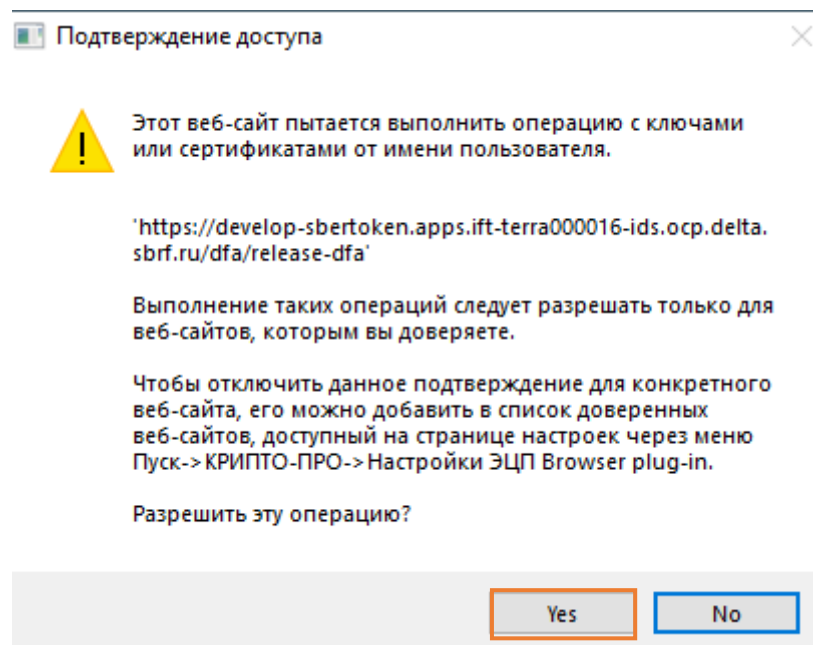 Подтверждение доступа
Этот веб-сайт пытается выполнить операцию с ключами
или сертификатами от имени пользователя.
'https://develop-sbertoken.apps.ift-terra000016-ids.ocp.delta.
sbrf.ru/dfa/release-dfa'
Выполнение таких операций следует разрешать только для
веб-сайтов, которым вы доверяете.
Чтобы отключить данное подтверждение для конкретного
веб-сайта, его можно добавить в список доверенных
веб-сайтов, доступный на странице настроек через меню
Пуск->КРИПТО-ПРО->Настройки ЭЦП Browser plug-in.
Разрешить эту операцию?
Yes No